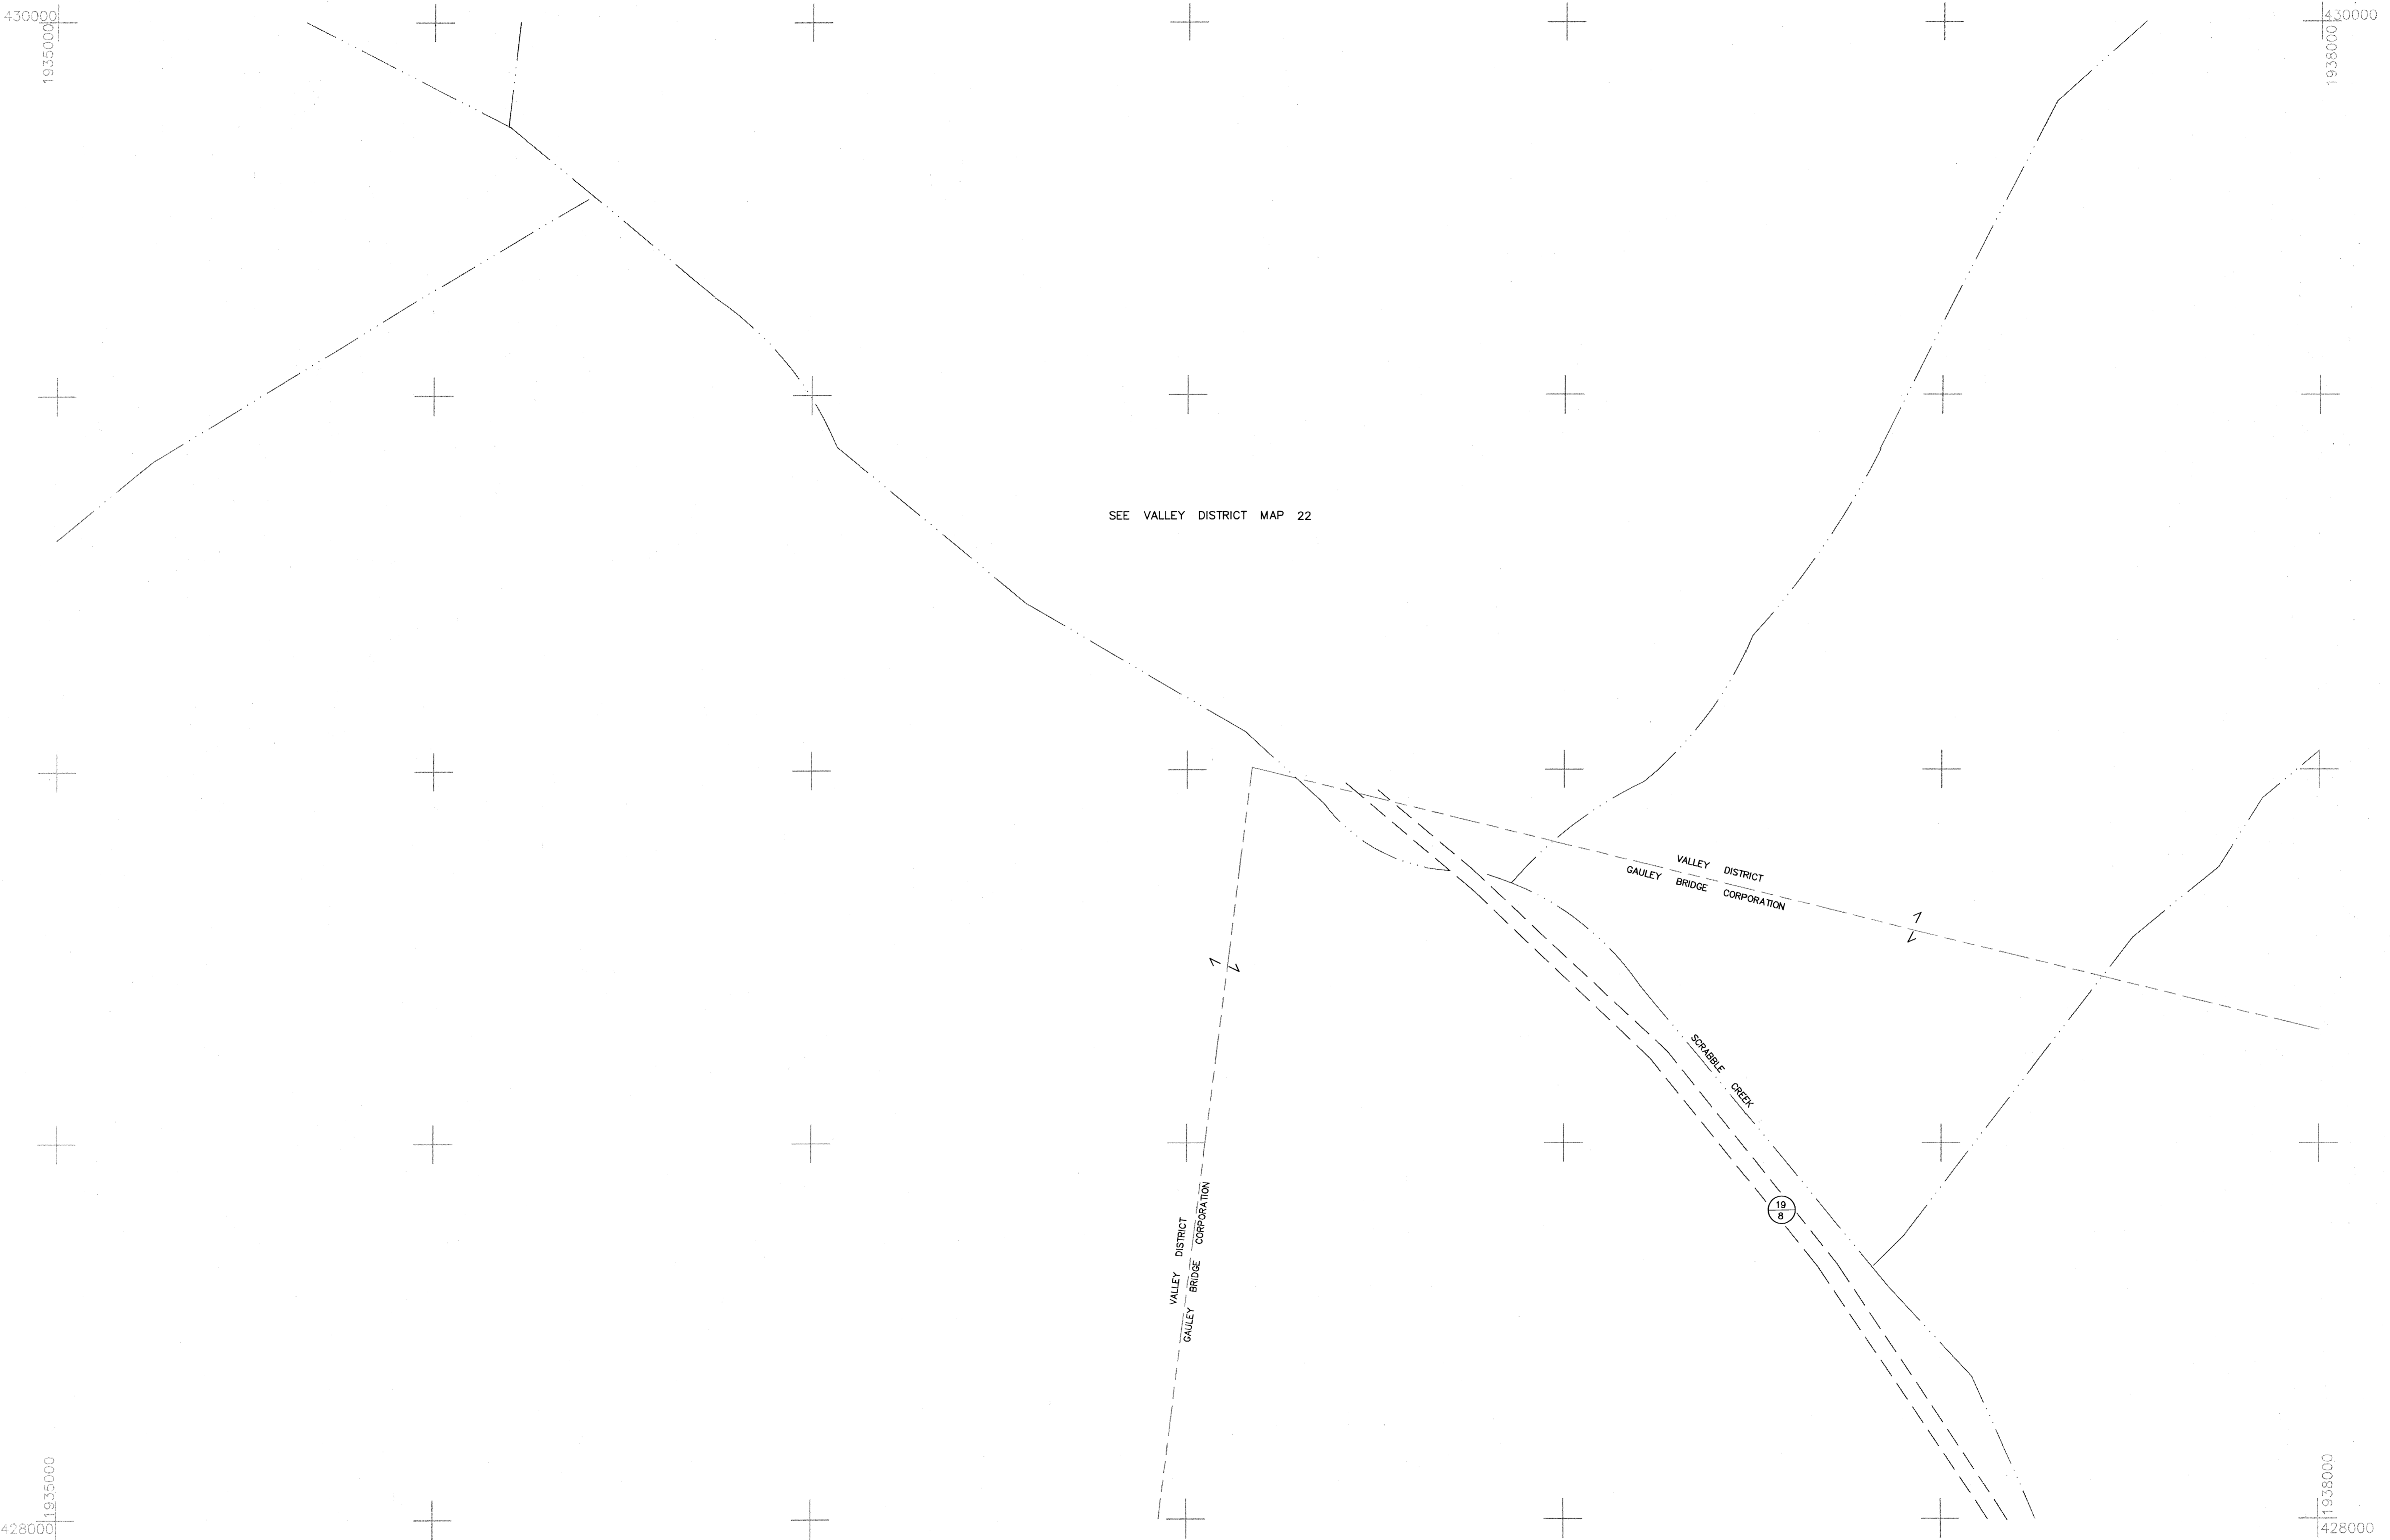 430000
1935000
430000
1938000
SEE VALLEY DISTRICT MAP 22
VALLEY DISTRICT
GAULEY BRIDGE CORPORATION
SCRABBLE CREEK
19
8
VALLEY DISTRICT
GAULEY BRIDGE CORPORATION
1935000
428000
1938000
428000